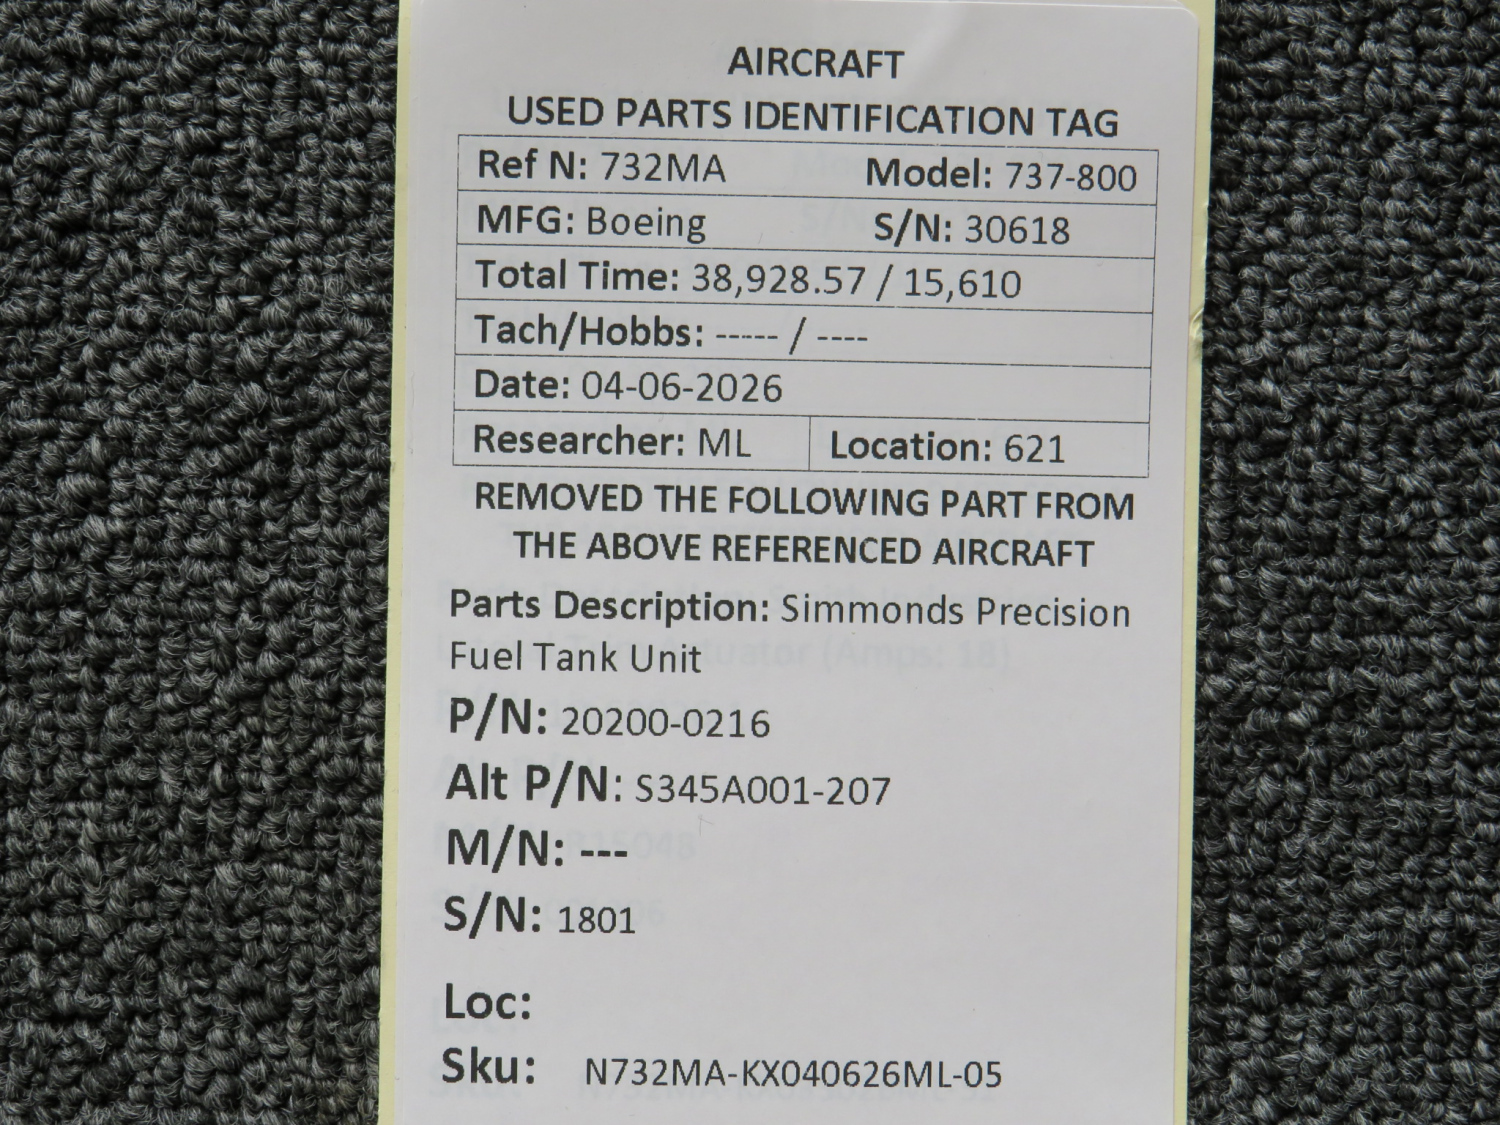 AIRCRAFT
USED PARTS IDENTIFICATION TAG
Ref N: 732MA Model: 737-800
MFG: Boeing S/N: 30618
Total Time: 38,928.57 / 15,610
Tach/Hobbs: ----- / ----
Date: 04-06-2026
Researcher: ML Location: 621
REMOVED THE FOLLOWING PART FROM
THE ABOVE REFERENCED AIRCRAFT
Parts Description: Simmonds Precision
Fuel Tank Unit
P/N: 20200-0216
Alt P/N: S345A001-207
M/N: ---
S/N: 1801
Loc:
Sku: N732MA-KX040626ML-05